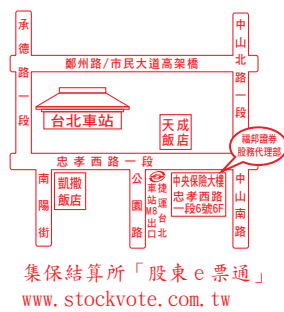 承德路一段
中山北路一段
鄭州路/市民大道高架橋
台北車站
天成
飯店
福邦證券
股務代理部
忠孝西路一段
南陽街
凱撒
飯店
公園路
捷運台北
車站M8出口
中央保險大樓
忠孝西路
一段6號6F
中山南路
集保結算所「股東e票通」
www.stockvote.com.tw